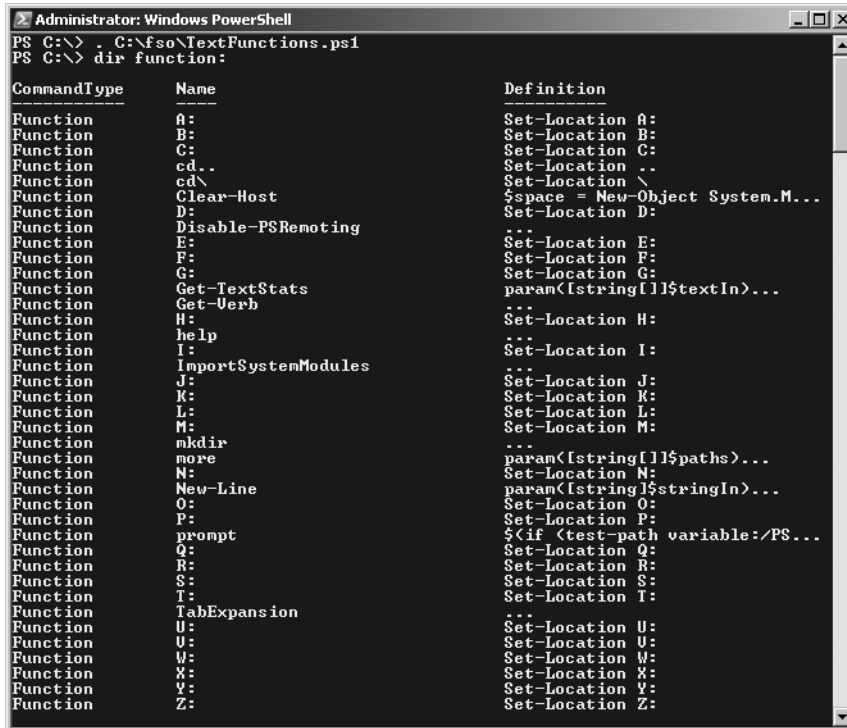 Administrator: Windows PowerShell
PS C:\> . C:\fso\TextFunctions.ps1
PS C:\> dir function:
CommandType Name Definition
----------- ---- ----------
Function A: Set-Location A:
Function B: Set-Location B:
Function C: Set-Location C:
Function cd.. Set-Location ..
Function cd\ Set-Location \
Function Clear-Host $space = New-Object System.M...
Function D: Set-Location D:
Function Disable-PSRemoting ...
Function E: Set-Location E:
Function F: Set-Location F:
Function G: Set-Location G:
Function Get-TextStats param([string[]]$textIn)...
Function Get-Verb ...
Function H: Set-Location H:
Function help ...
Function I: Set-Location I:
Function ImportSystemModules ...
Function J: Set-Location J:
Function K: Set-Location K:
Function L: Set-Location L:
Function M: Set-Location M:
Function mkdir ...
Function more param([string[]]$paths)...
Function N: Set-Location N:
Function New-Line param([string]$stringIn)...
Function O: Set-Location O:
Function P: Set-Location P:
Function prompt $(if (test-path variable:/PS...
Function Q: Set-Location Q:
Function R: Set-Location R:
Function S: Set-Location S:
Function T: Set-Location T:
Function TabExpansion ...
Function U: Set-Location U:
Function V: Set-Location V:
Function W: Set-Location W:
Function X: Set-Location X:
Function Y: Set-Location Y:
Function Z: Set-Location Z: